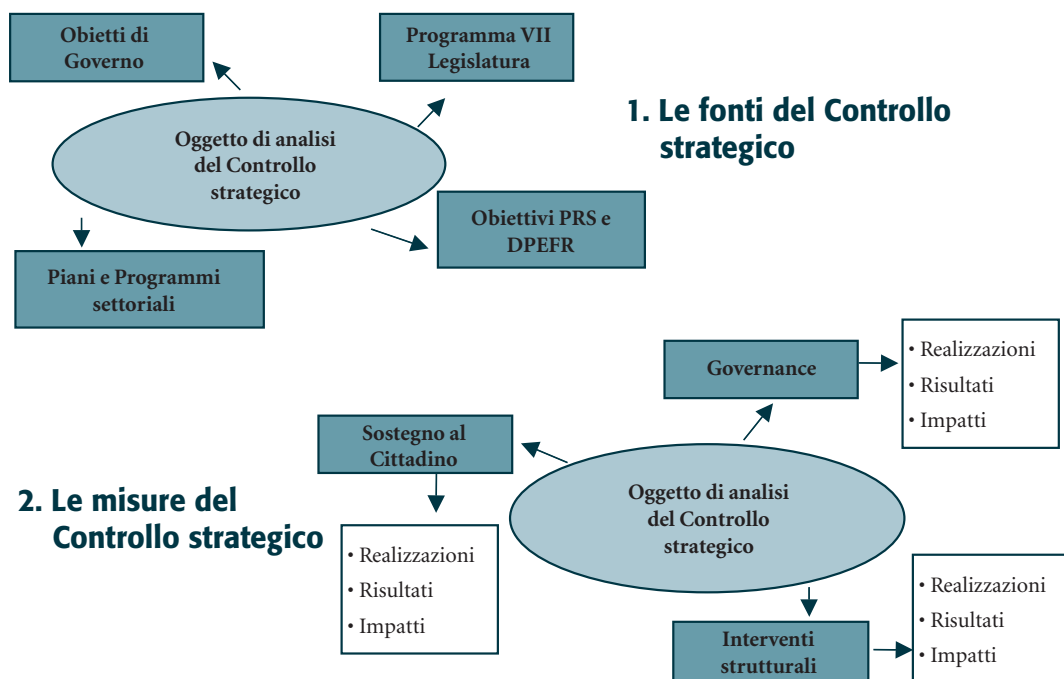 Obietti di
Governo
Programma VII
Legislatura
1. Le fonti del Controllo
strategico
Oggetto di analisi
del Controllo
strategico
Obiettivi PRS e
DPEFR
Piani e Programmi
settoriali
Governance
• Realizzazioni
• Risultati
• Impatti
Sostegno al
Cittadino
2. Le misure del
Controllo strategico
Oggetto di analisi
del Controllo
strategico
• Realizzazioni
• Risultati
• Impatti
Interventi
strutturali
• Realizzazioni
• Risultati
• Impatti